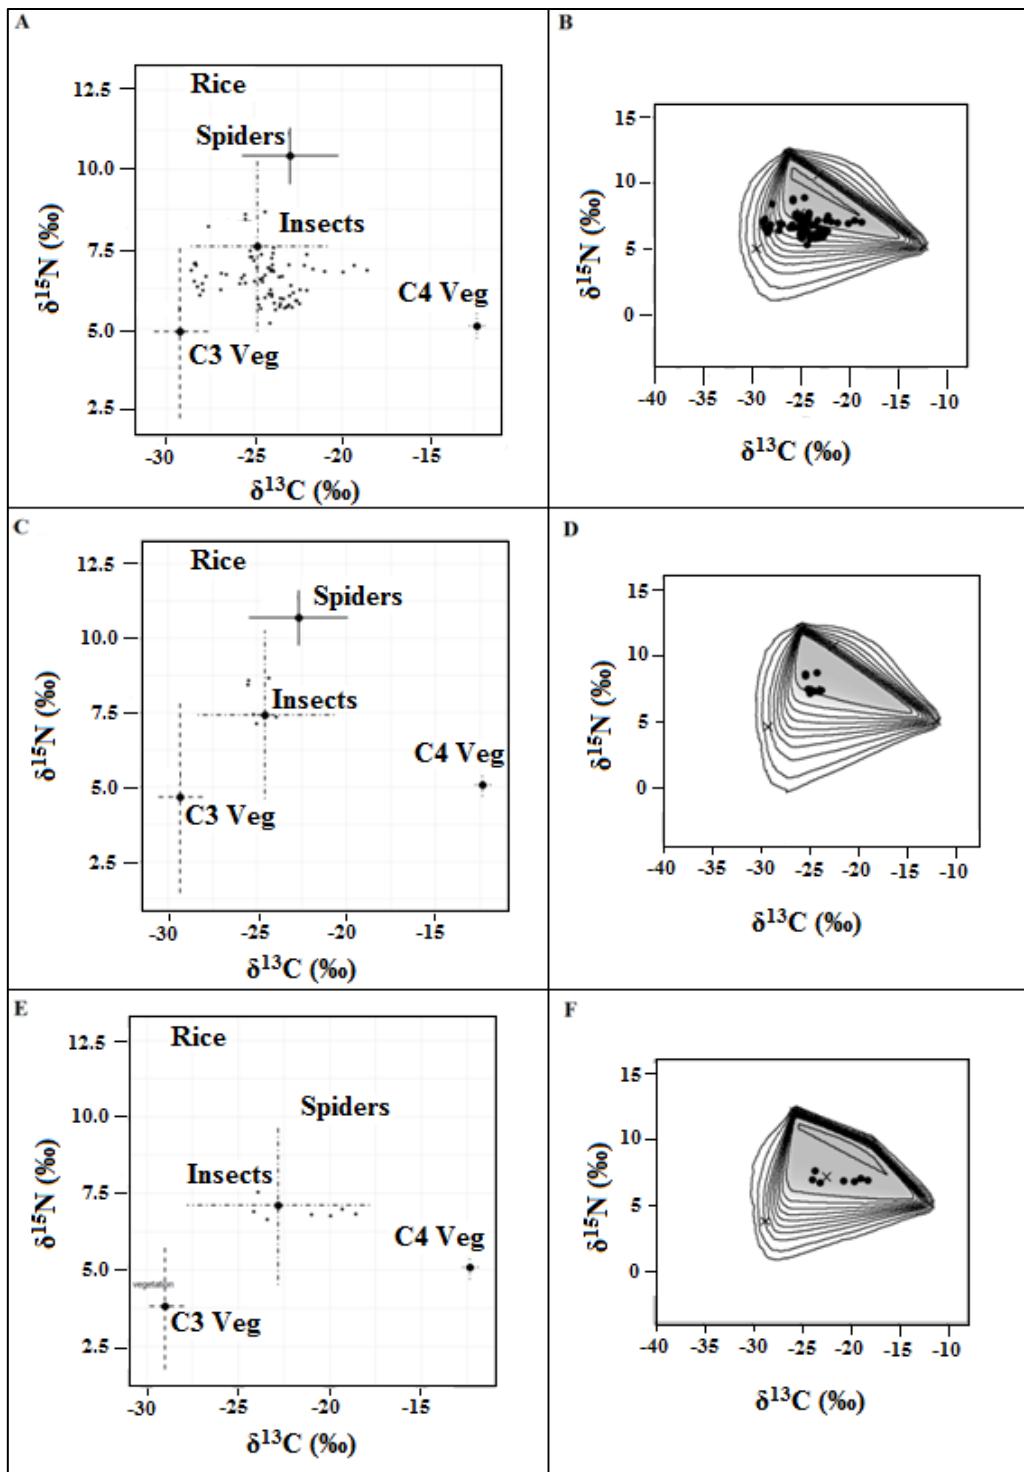 A
12.5
10.0
7.5
5.0
2.5
δ15N (‰)
Rice
Spiders
Insects
C4 Veg
C3 Veg
-30
-25
-20
-15
δ13C (‰)
B
15
10
5
0
δ15N (‰)
-40
-35
-30
-25
-20
-15
-10
δ13C (‰)
C
12.5
10.0
7.5
5.0
2.5
δ15N (‰)
Rice
Spiders
Insects
C4 Veg
C3 Veg
-30
-25
-20
-15
δ13C (‰)
D
15
10
5
0
δ15N (‰)
-40
-35
-30
-25
-20
-15
-10
δ13C (‰)
E
12.5
10.0
7.5
5.0
2.5
δ15N (‰)
Rice
Spiders
Insects
C4 Veg
vegetation
C3 Veg
-30
-25
-20
-15
δ13C (‰)
F
15
10
5
0
δ15N (‰)
-40
-35
-30
-25
-20
-15
-10
δ13C (‰)